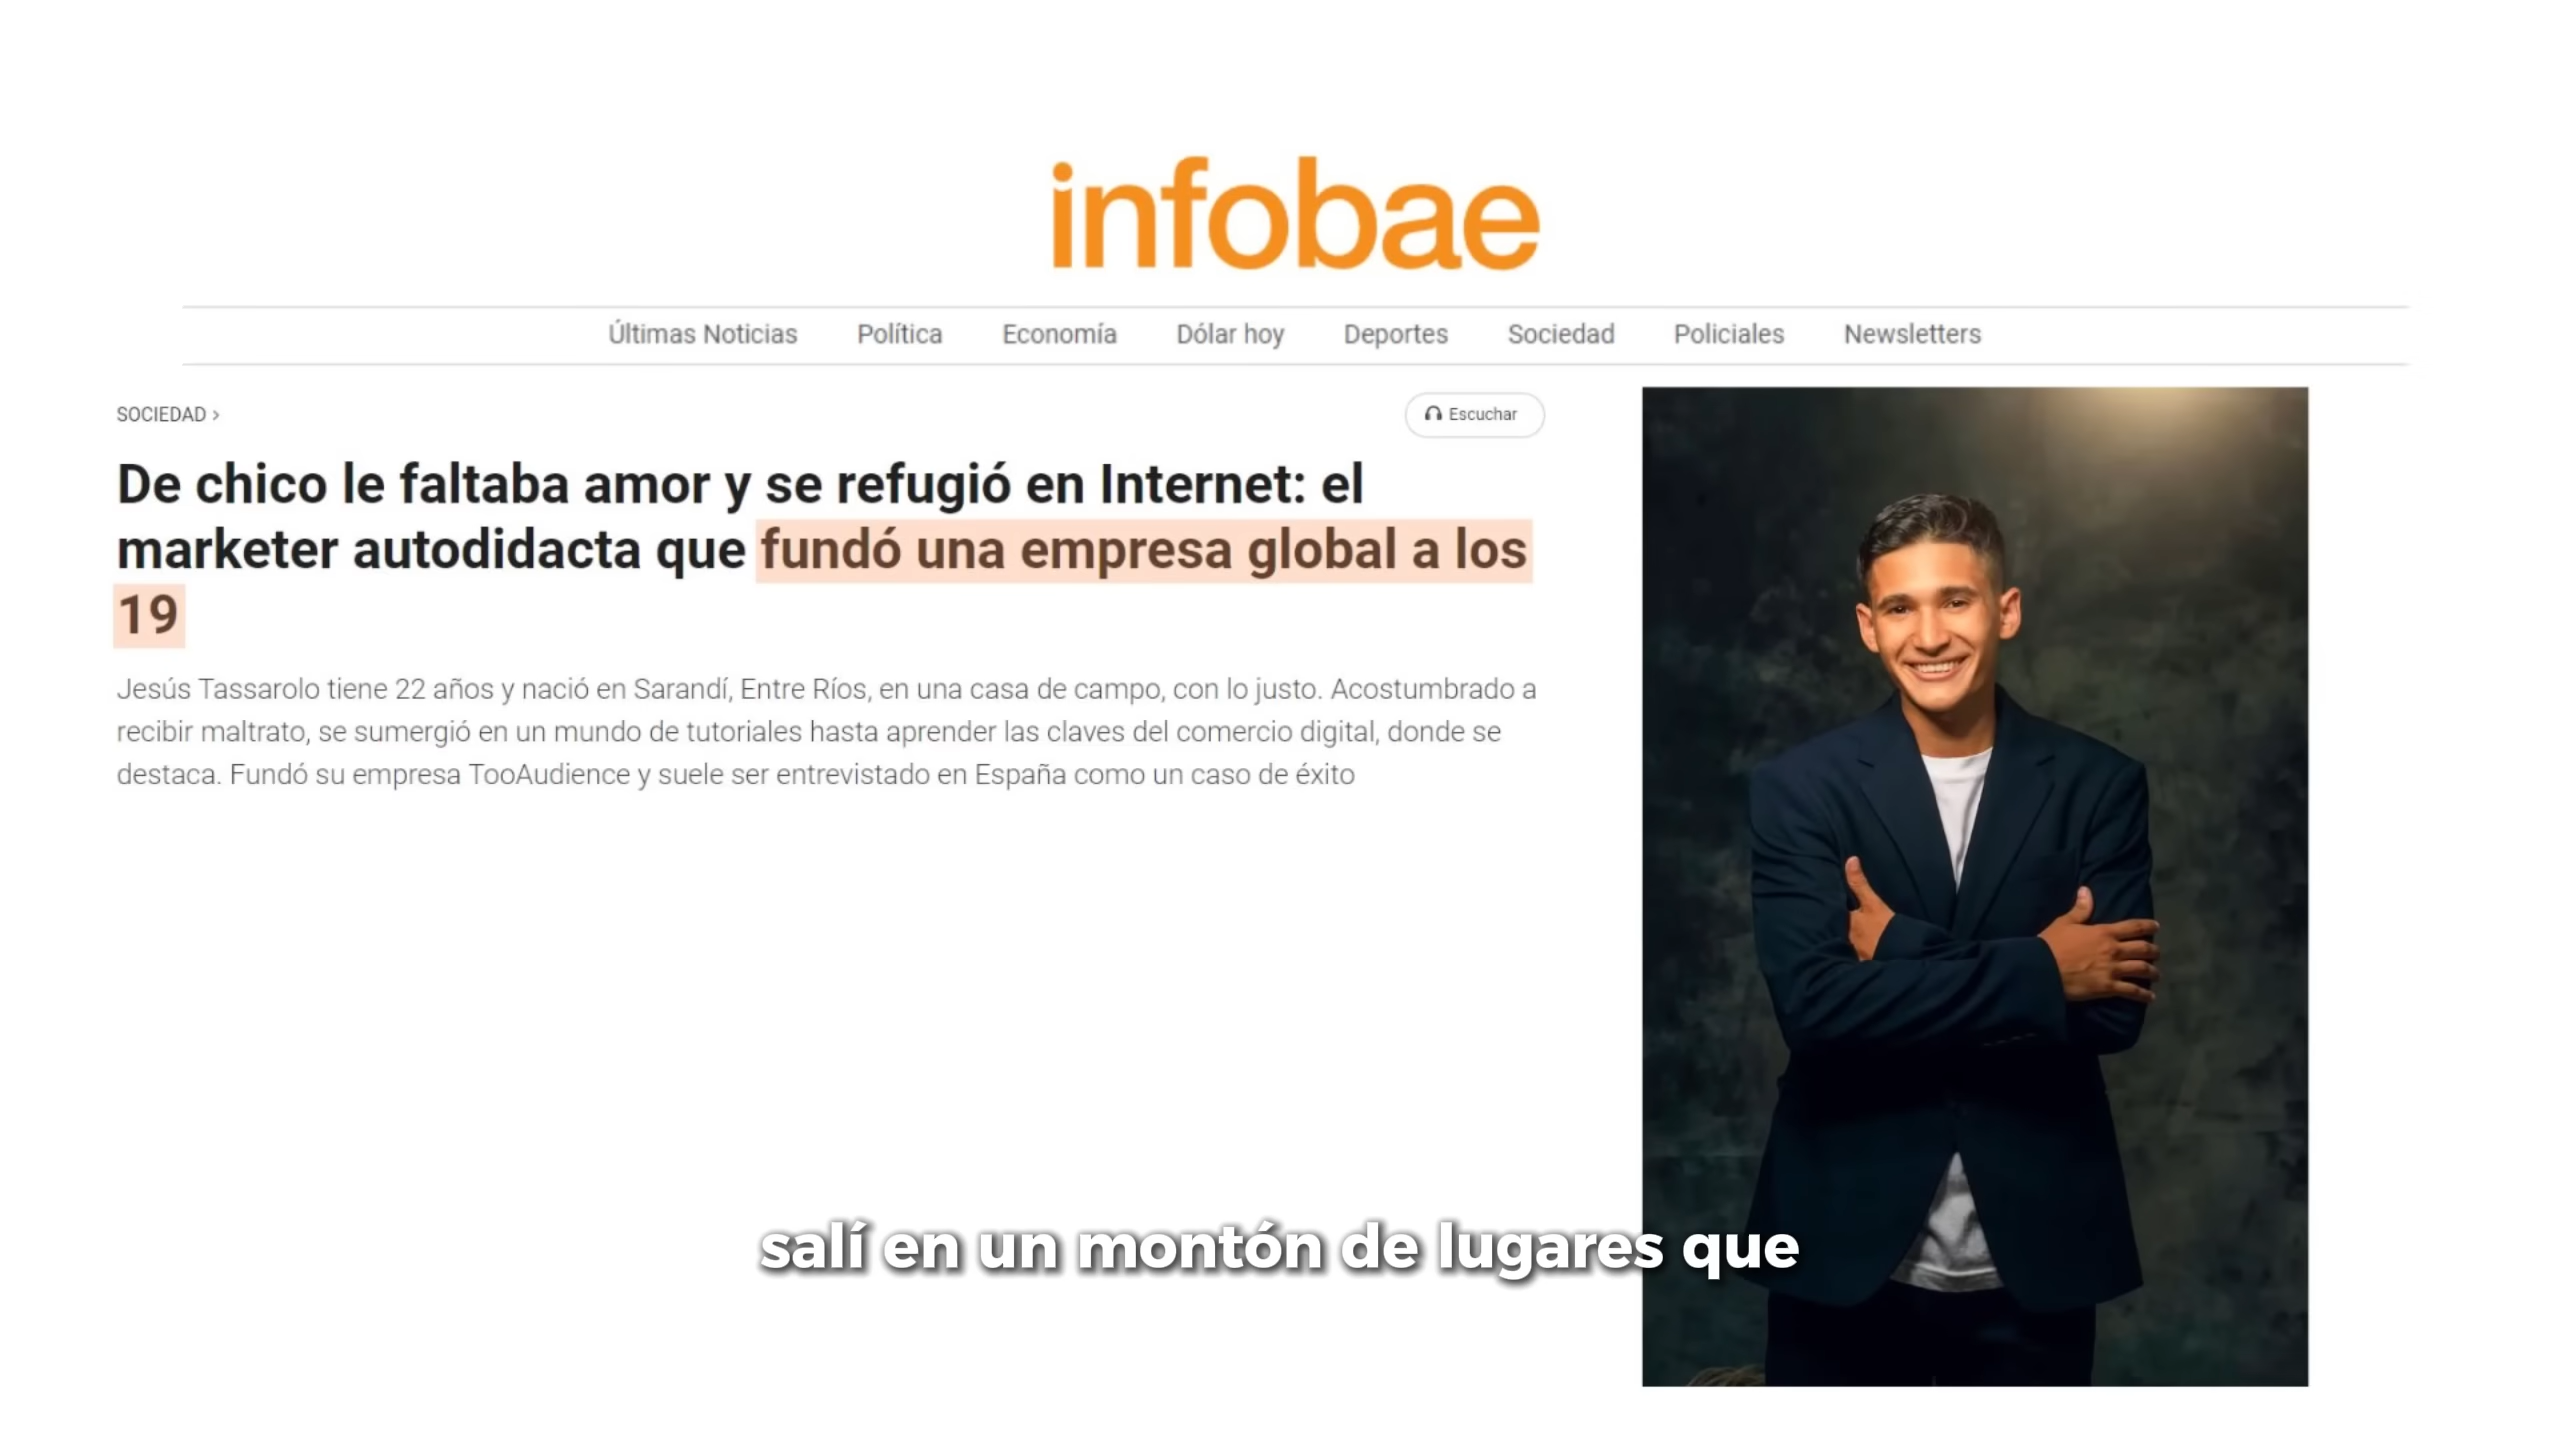 infobae
Últimas Noticias Política Economía Dólar hoy Deportes Sociedad Policiales Newsletters
SOCIEDAD >
Escuchar
De chico le faltaba amor y se refugió en Internet: el
marketer autodidacta que fundó una empresa global a los
19
Jesús Tassarolo tiene 22 años y nació en Sarandí, Entre Ríos, en una casa de campo, con lo justo. Acostumbrado a
recibir maltrato, se sumergió en un mundo de tutoriales hasta aprender las claves del comercio digital, donde se
destaca. Fundó su empresa TooAudience y suele ser entrevistado en España como un caso de éxito
salí en un montón de lugares que